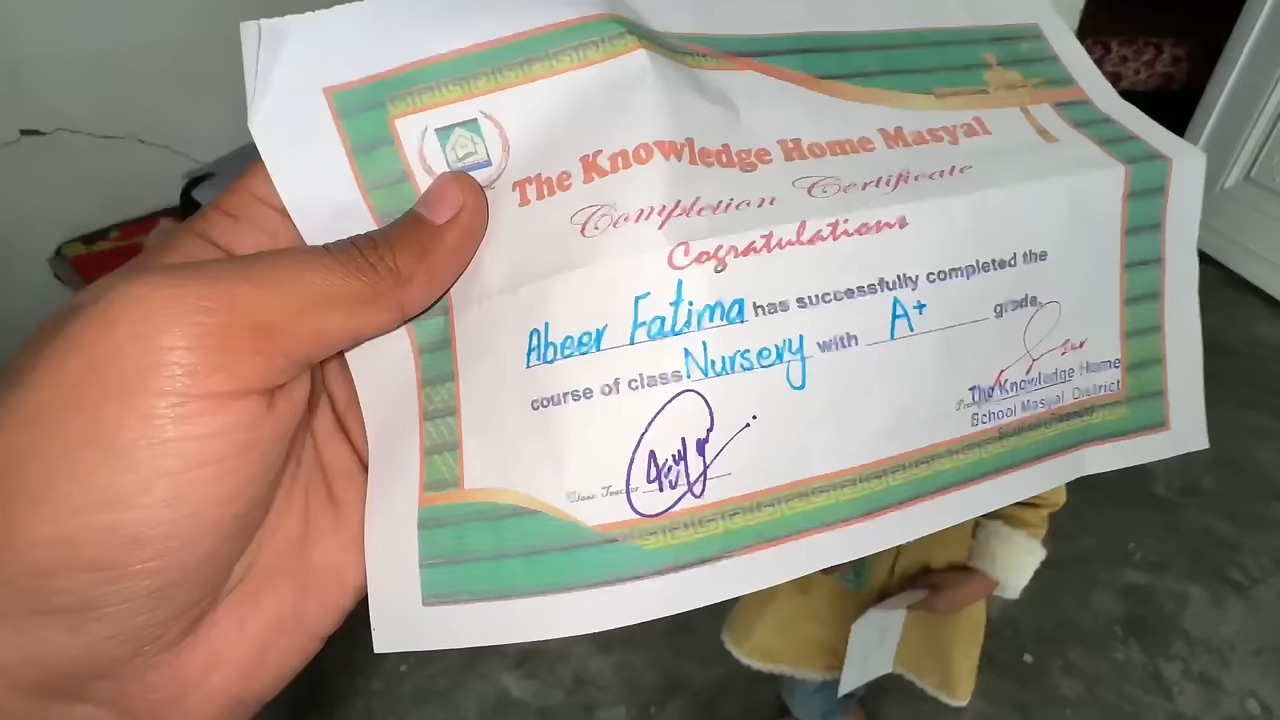 The Knowledge Home Masyal
Completion Certificate
Cogratulations
Abeer Fatima has successfully completed the
course of class Nursery with A+ grade.
The Knowledge Home
School Masyal, District
Class Teacher